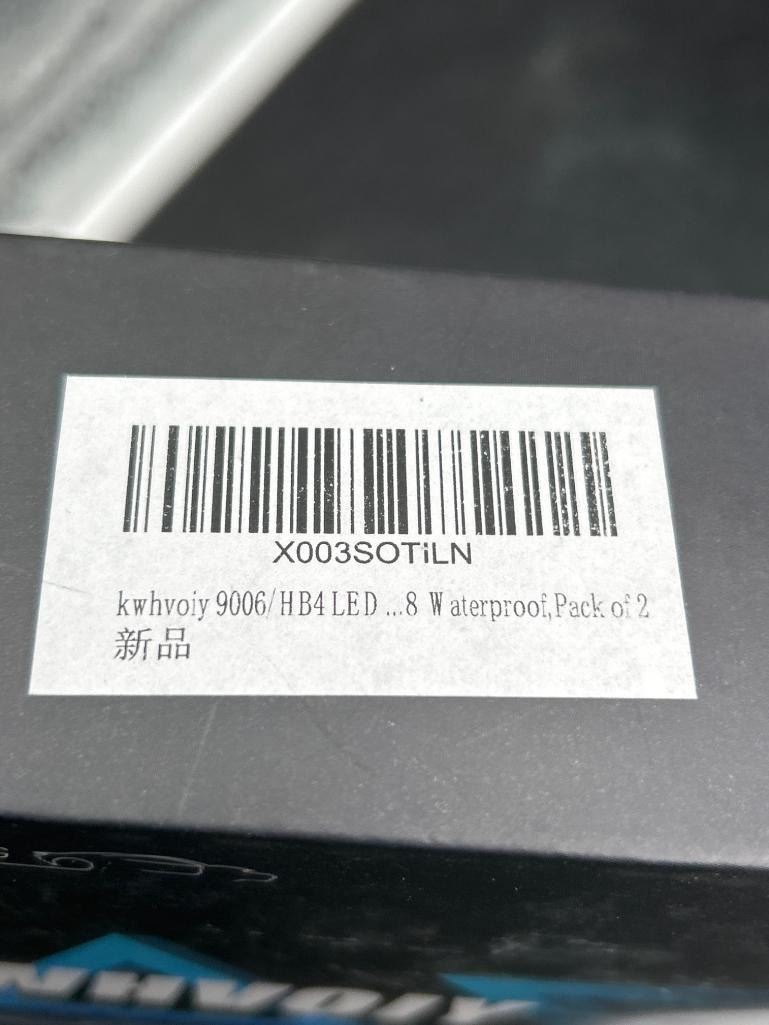 X003SOTiLN
kwhvoiy 9006/HB4 LED ...8 Waterproof,Pack of 2
新品